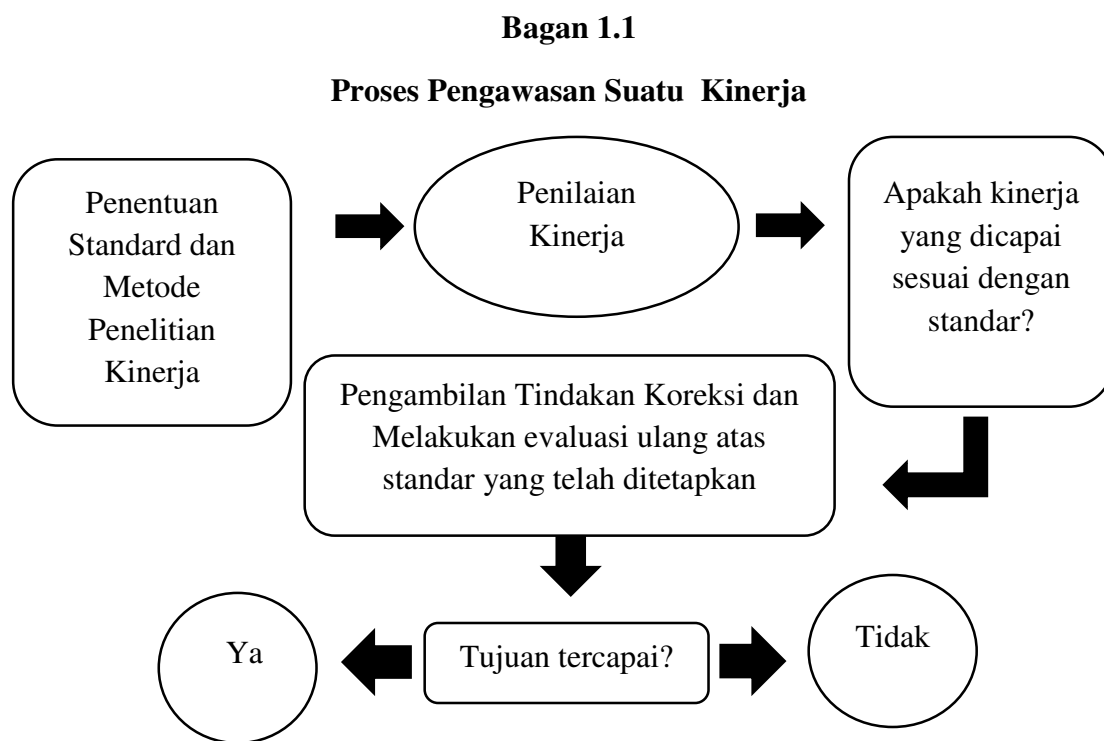 Bagan 1.1
Proses Pengawasan Suatu Kinerja
Penentuan
Standard dan
Metode
Penelitian
Kinerja
Penilaian
Kinerja
Apakah kinerja
yang dicapai
sesuai dengan
standar?
Pengambilan Tindakan Koreksi dan
Melakukan evaluasi ulang atas
standar yang telah ditetapkan
Tujuan tercapai?
Ya
Tidak